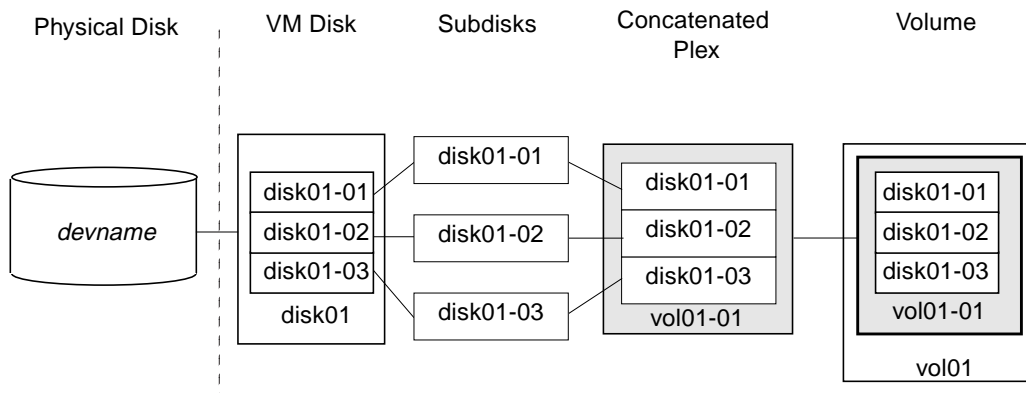 Physical Disk
VM Disk
Subdisks
Concatenated
Plex
Volume
devname
disk01-01
disk01-02
disk01-03
disk01
disk01-01
disk01-02
disk01-03
disk01-01
disk01-02
disk01-03
vol01-01
disk01-01
disk01-02
disk01-03
vol01-01
vol01